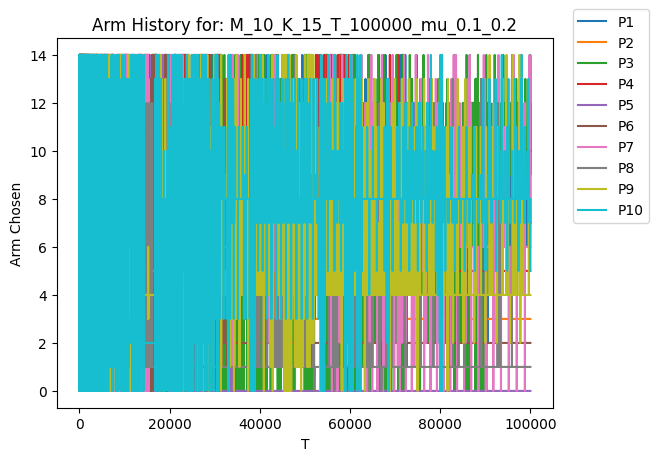 Arm History for: M_10_K_15_T_100000_mu_0.1_0.2
Arm Chosen
14
12
10
8
6
4
2
0
0 20000 40000 60000 80000 100000
T
P1
P2
P3
P4
P5
P6
P7
P8
P9
P10